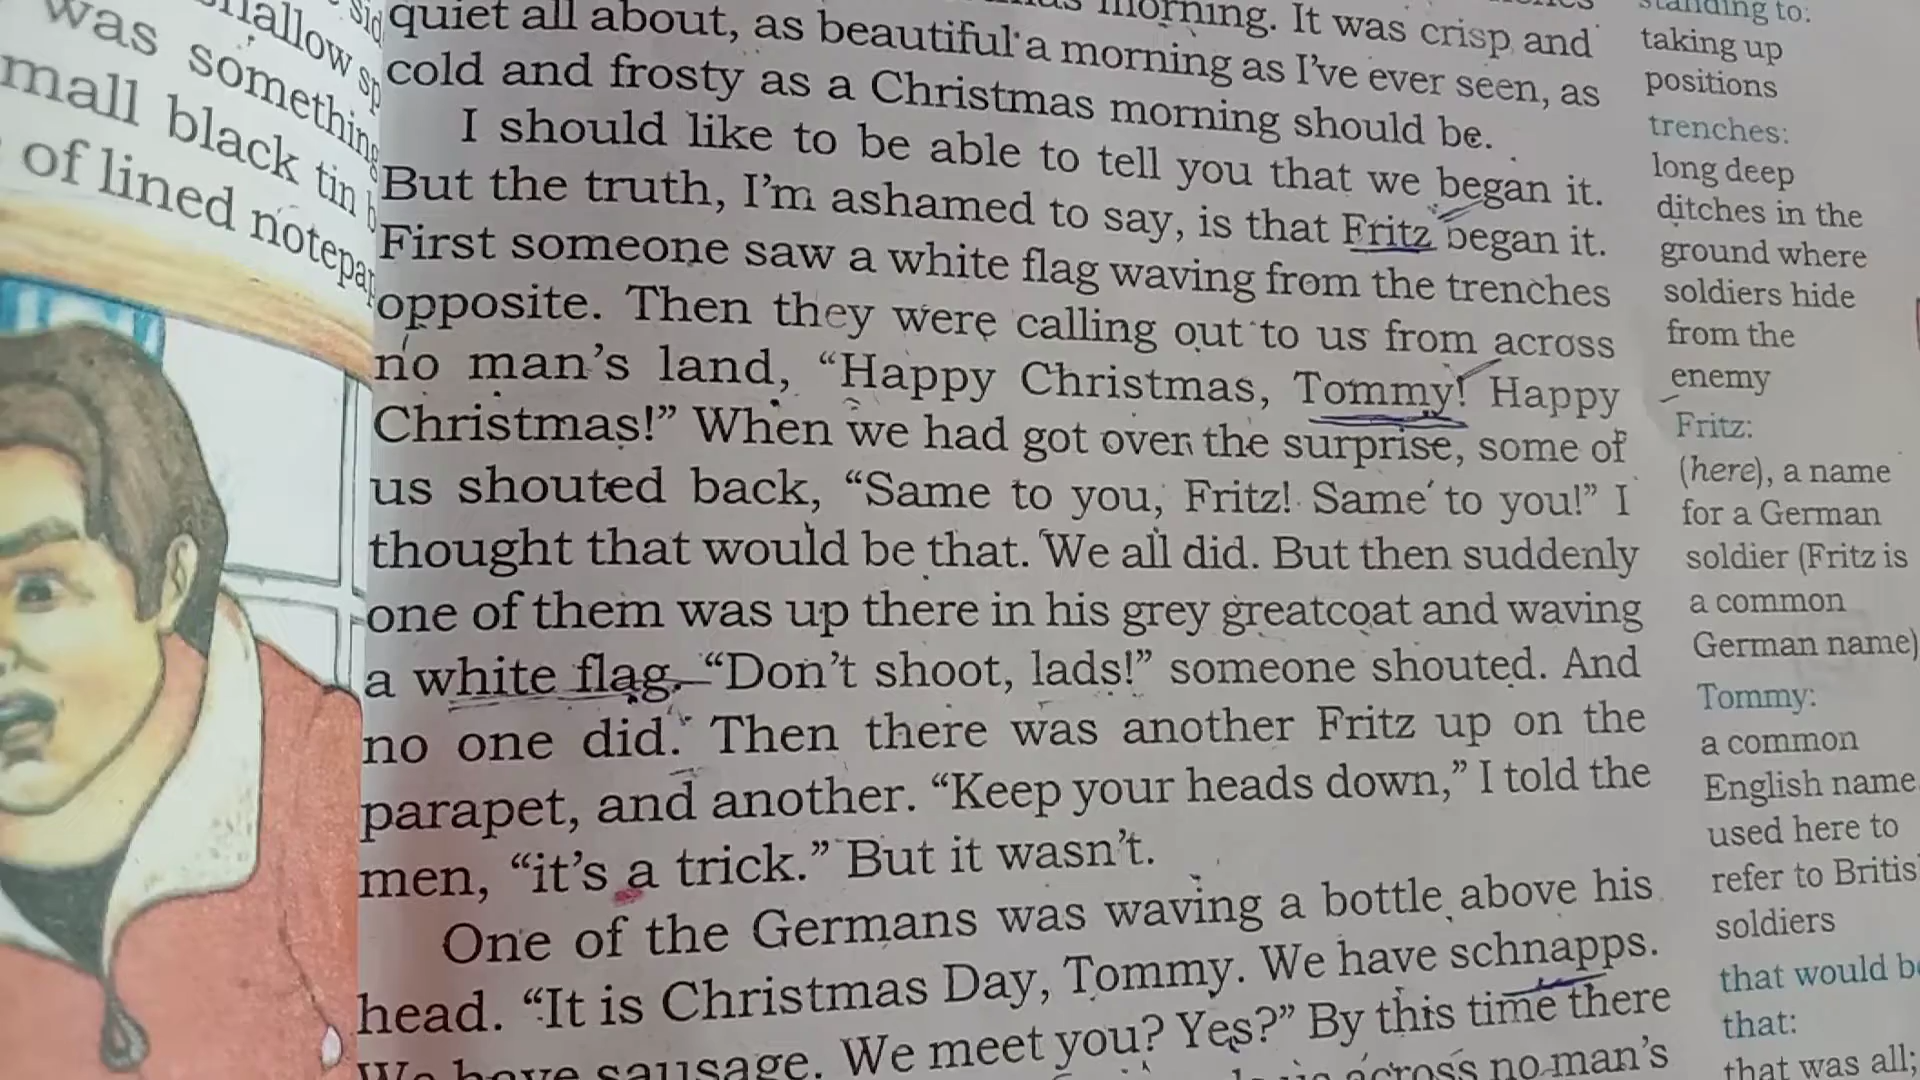 hallow sp
was something
mall black tin b
of lined notepap
morning. It was crisp and
quiet all about, as beautiful a morning as I've ever seen, as
cold and frosty as a Christmas morning should be.
I should like to be able to tell you that we began it.
But the truth, I'm ashamed to say, is that Fritz began it.
First someone saw a white flag waving from the trenches
opposite. Then they were calling out to us from across
no man's land, “Happy Christmas, Tommy! Happy
Christmas!” When we had got over the surprise, some of
us shouted back, “Same to you, Fritz! Same to you!” I
thought that would be that. We all did. But then suddenly
one of them was up there in his grey greatcoat and waving
a white flag. “Don't shoot, lads!” someone shouted. And
no one did. Then there was another Fritz up on the
parapet, and another. “Keep your heads down,” I told the
men, “it's a trick.” But it wasn't.
One of the Germans was waving a bottle above his
head. “It is Christmas Day, Tommy. We have schnapps.
We have sausage. We meet you? Yes?” By this time there
across no man's
standing to:
taking up
positions
trenches:
long deep
ditches in the
ground where
soldiers hide
from the
enemy
Fritz:
(here), a name
for a German
soldier (Fritz is
a common
German name)
Tommy:
a common
English name
used here to
refer to Britis
soldiers
that would be
that:
that was all;